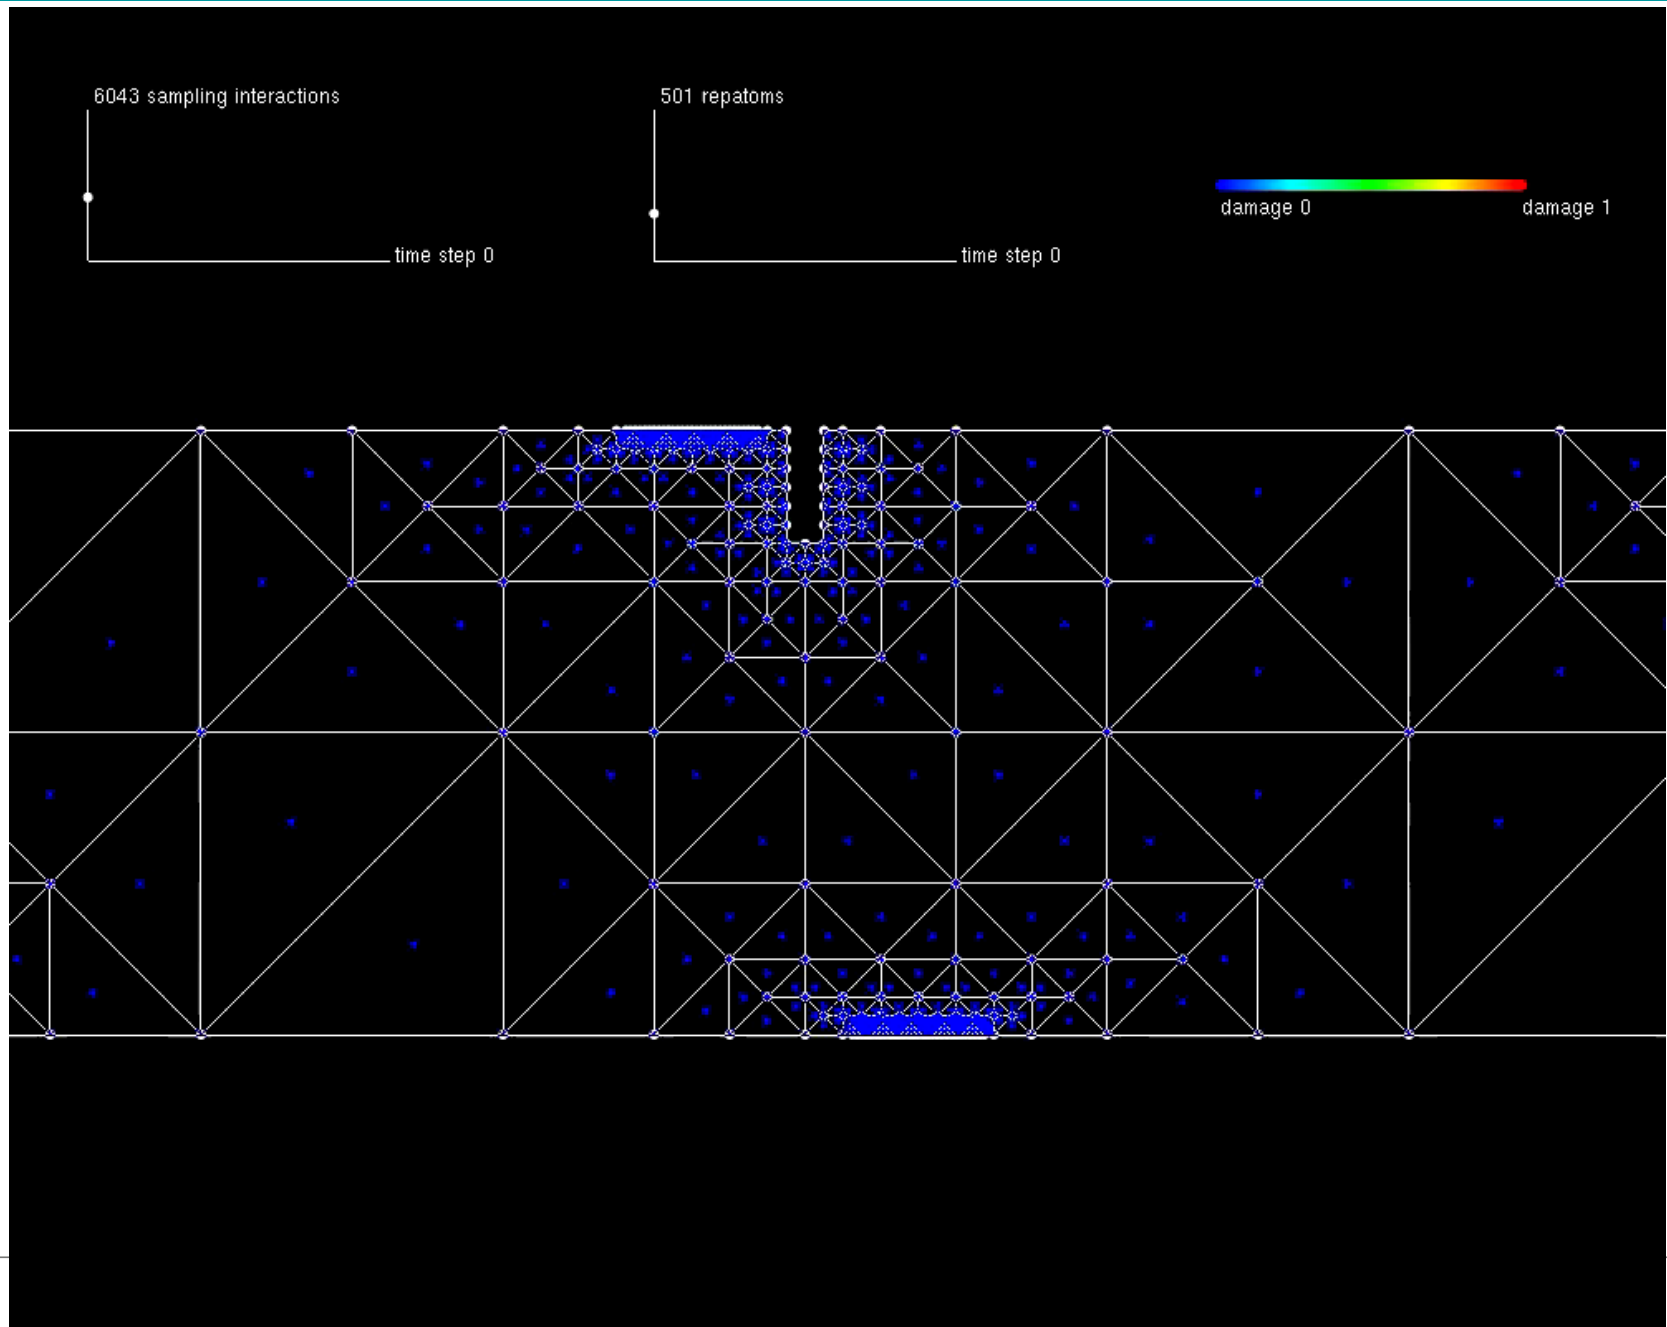 6043 sampling interactions
501 repatoms
damage 0
damage 1
time step 0
time step 0